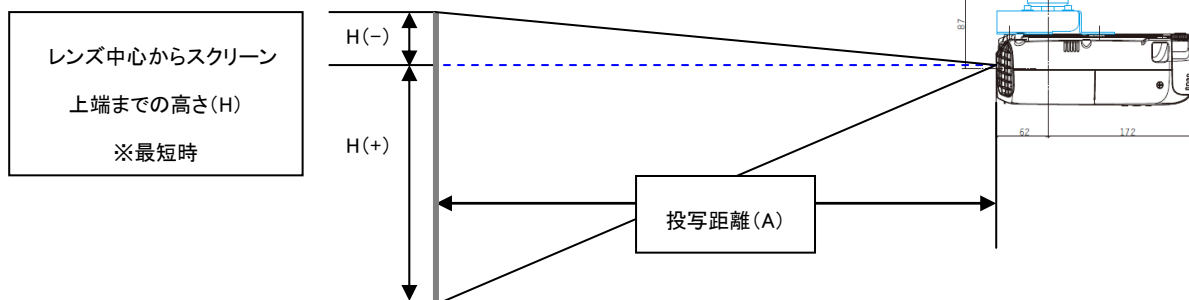 レンズ中心からスクリーン
上端までの高さ(H)
※最短時
H(−)
H(+)
投写距離(A)
87
62
172